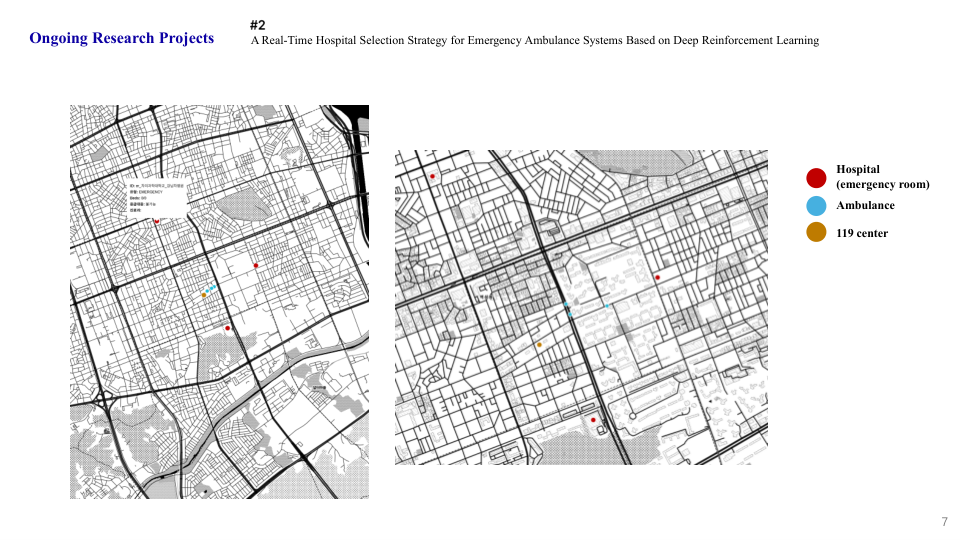 #2
Ongoing Research Projects
A Real-Time Hospital Selection Strategy for Emergency Ambulance Systems Based on Deep Reinforcement Learning
Hospital
(emergency room)
Ambulance
119 center
7